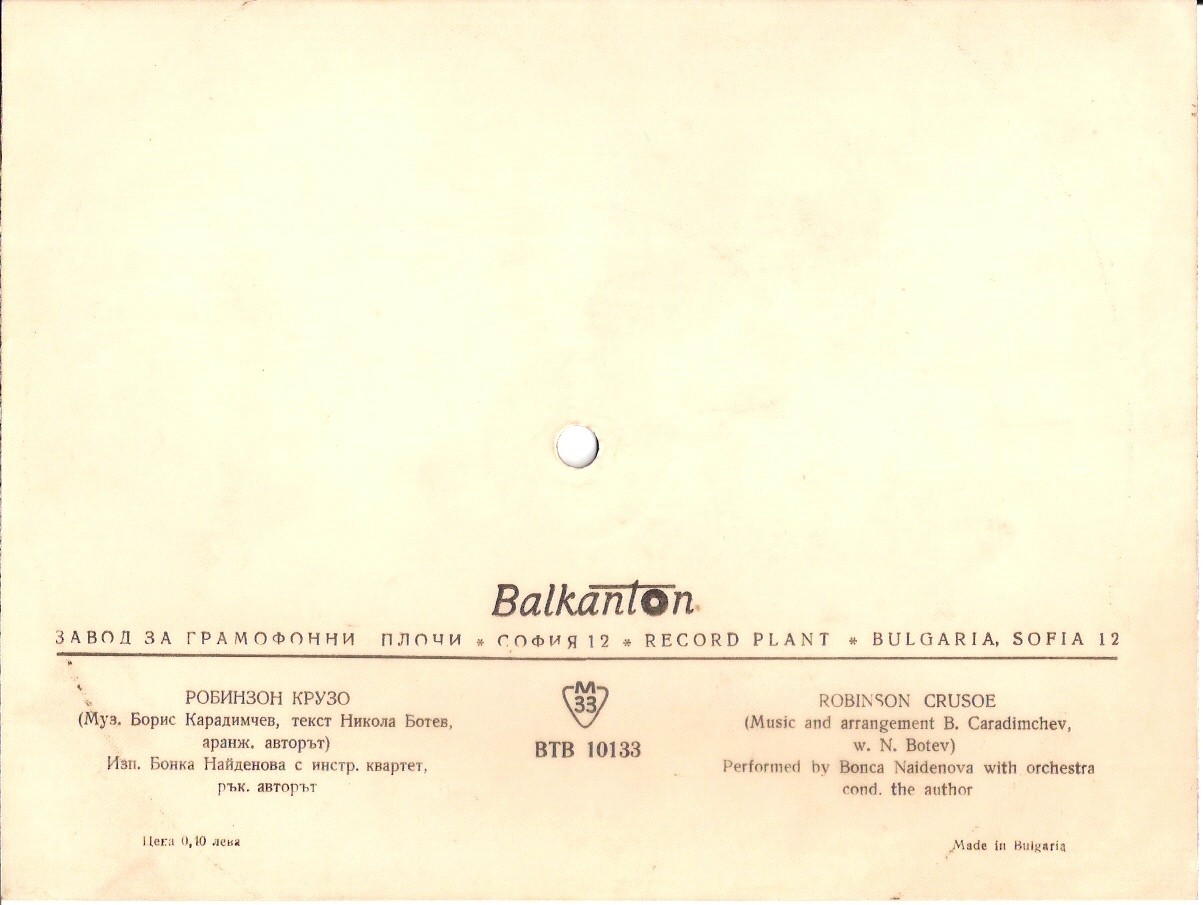 Balkanton
ЗАВОД ЗА ГРАМОФОННИ ПЛОЧИ * СОФИЯ 12 * RECORD PLANT * BULGARIA, SOFIA 12
РОБИНЗОН КРУЗО
(Муз. Борис Карадимчев, текст Никола Ботев,
аранж. авторът)
Изп. Бонка Найденова с инстр. квартет,
рък. авторът
Цена 0,10 лева
М
33
ВТВ 10133
ROBINSON CRUSOE
(Music and arrangement B. Caradimchev,
w. N. Botev)
Performed by Bonca Naidenova with orchestra
cond. the author
Made in Bulgaria